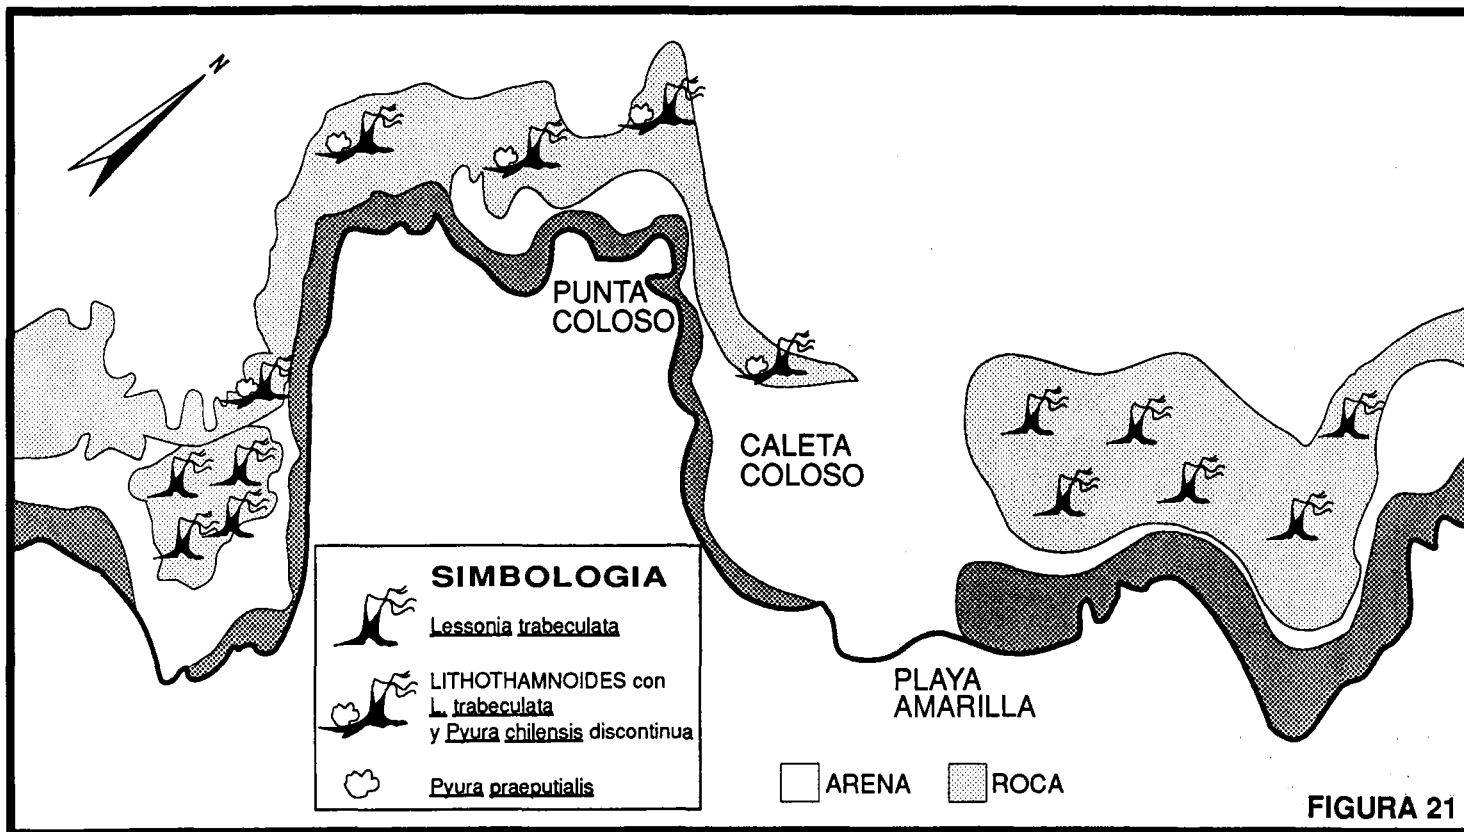 N
PUNTA
COLOSO
CALETA
COLOSO
PLAYA
AMARILLA
SIMBOLOGIA
Lessonia trabeculata
LITHOTHAMNOIDES con
L. trabeculata
y Pyura chilensis discontinua
Pyura praeputialis
ARENA
ROCA
FIGURA 21